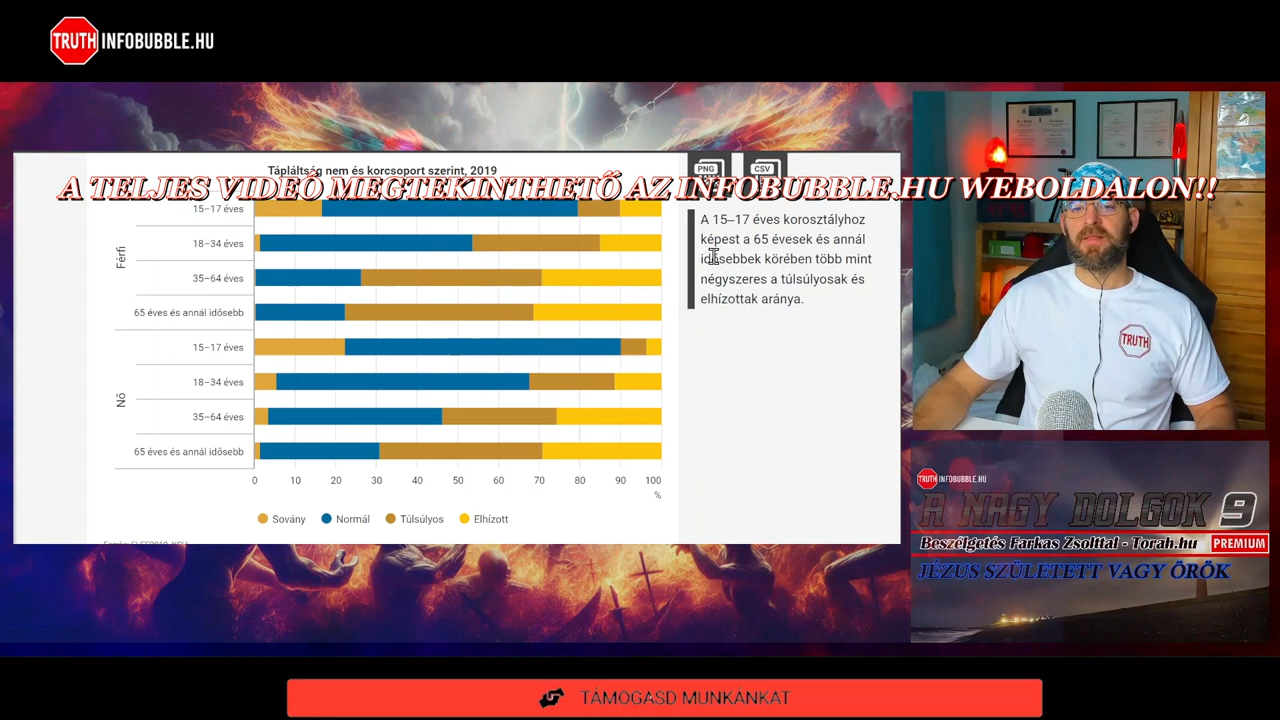 TRUTH INFOBUBBLE.HU
Tápláltság nem és korcsoport szerint, 2019
PNG
CSV
A TELJES VIDEÓ MEGTEKINTHETŐ AZ INFOBUBBLE.HU WEBOLDALON!!
Férfi
15–17 éves
18–34 éves
35–64 éves
65 éves és annál idősebb
Nő
15–17 éves
18–34 éves
35–64 éves
65 éves és annál idősebb
0 10 20 30 40 50 60 70 80 90 100
%
Sovány Normál Túlsúlyos Elhízott
A 15–17 éves korosztályhoz
képest a 65 évesek és annál
idősebbek körében több mint
négyszeres a túlsúlyosak és
elhízottak aránya.
TRUTH
TRUTH INFOBUBBLE.HU
A NAGY DOLGOK 9
Beszélgetés Farkas Zsolttal - Torah.hu PREMIUM
JÉZUS SZÜLETETT VAGY ÖRÖK
TÁMOGASD MUNKÁNKAT